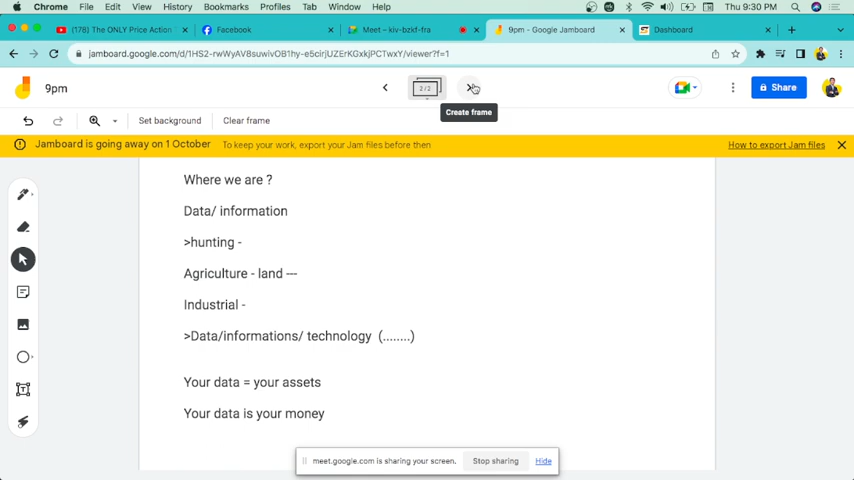 Chrome File Edit View History Bookmarks Profiles Tab Window Help
Thu 9:30 PM
(178) The ONLY Price Action
Facebook
Meet – kiv-bzkf-fra
9pm - Google Jamboard
Dashboard
jamboard.google.com/d/1HS2-rwWyAV8suwivOB1hy-e5cirjUZErKGxkjPCTwxY/viewer?f=1
9pm
2/2
Share
Create frame
Set background
Clear frame
Jamboard is going away on 1 October To keep your work, export your Jam files before then
How to export Jam files
Where we are ?
Data/ information
>hunting -
Agriculture - land ---
Industrial -
>Data/informations/ technology (........)
Your data = your assets
Your data is your money
meet.google.com is sharing your screen.
Stop sharing
Hide